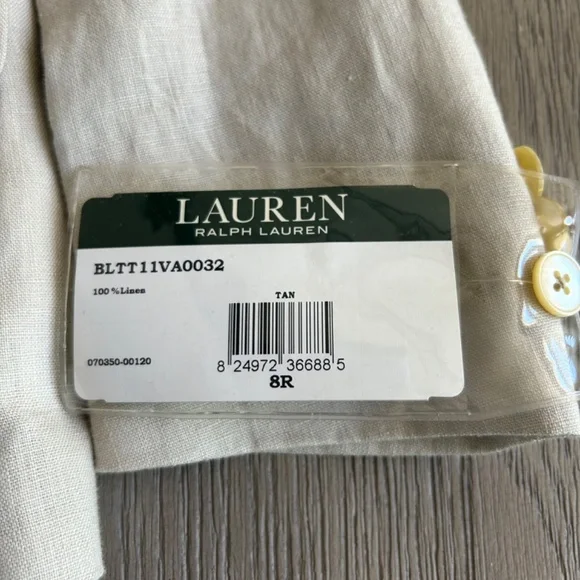 LAUREN
RALPH LAUREN
BLTT11VA0032
100%Linen
TAN
070350-00120
8 24972 36688 5
8R